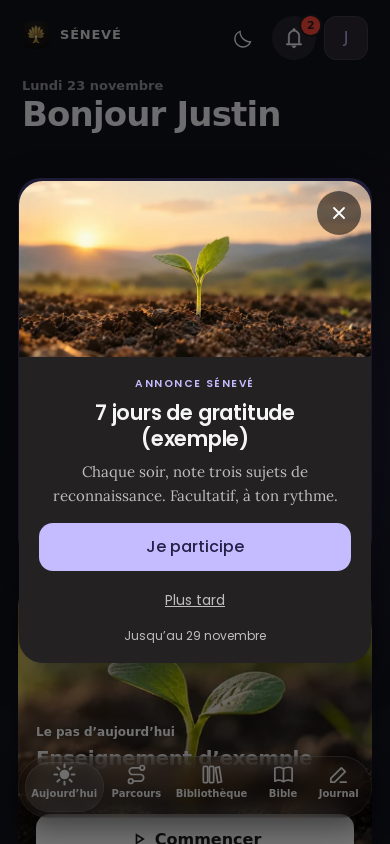 SÉNEVÉ
2
J
Lundi 23 novembre
Bonjour Justin
ANNONCE SÉNEVÉ
7 jours de gratitude
(exemple)
Chaque soir, note trois sujets de
reconnaissance. Facultatif, à ton rythme.
Je participe
Plus tard
Jusqu’au 29 novembre
Le pas d’aujourd’hui
Enseignement d’exemple
Aujourd’hui
Parcours
Bibliothèque
Bible
Journal
Commencer